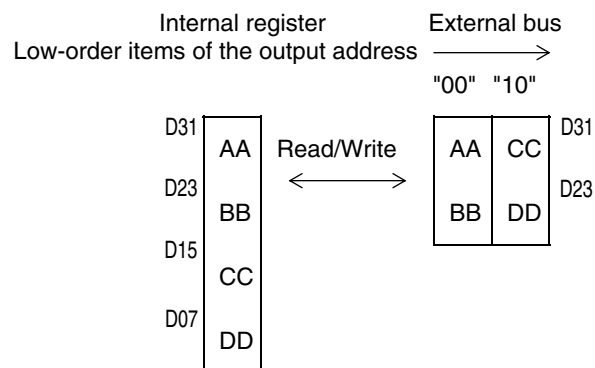 Internal register External bus
Low-order items of the output address
"00" "10"
D31 D31
AA Read/Write AA CC
D23 D23
BB BB DD
D15
CC
D07
DD